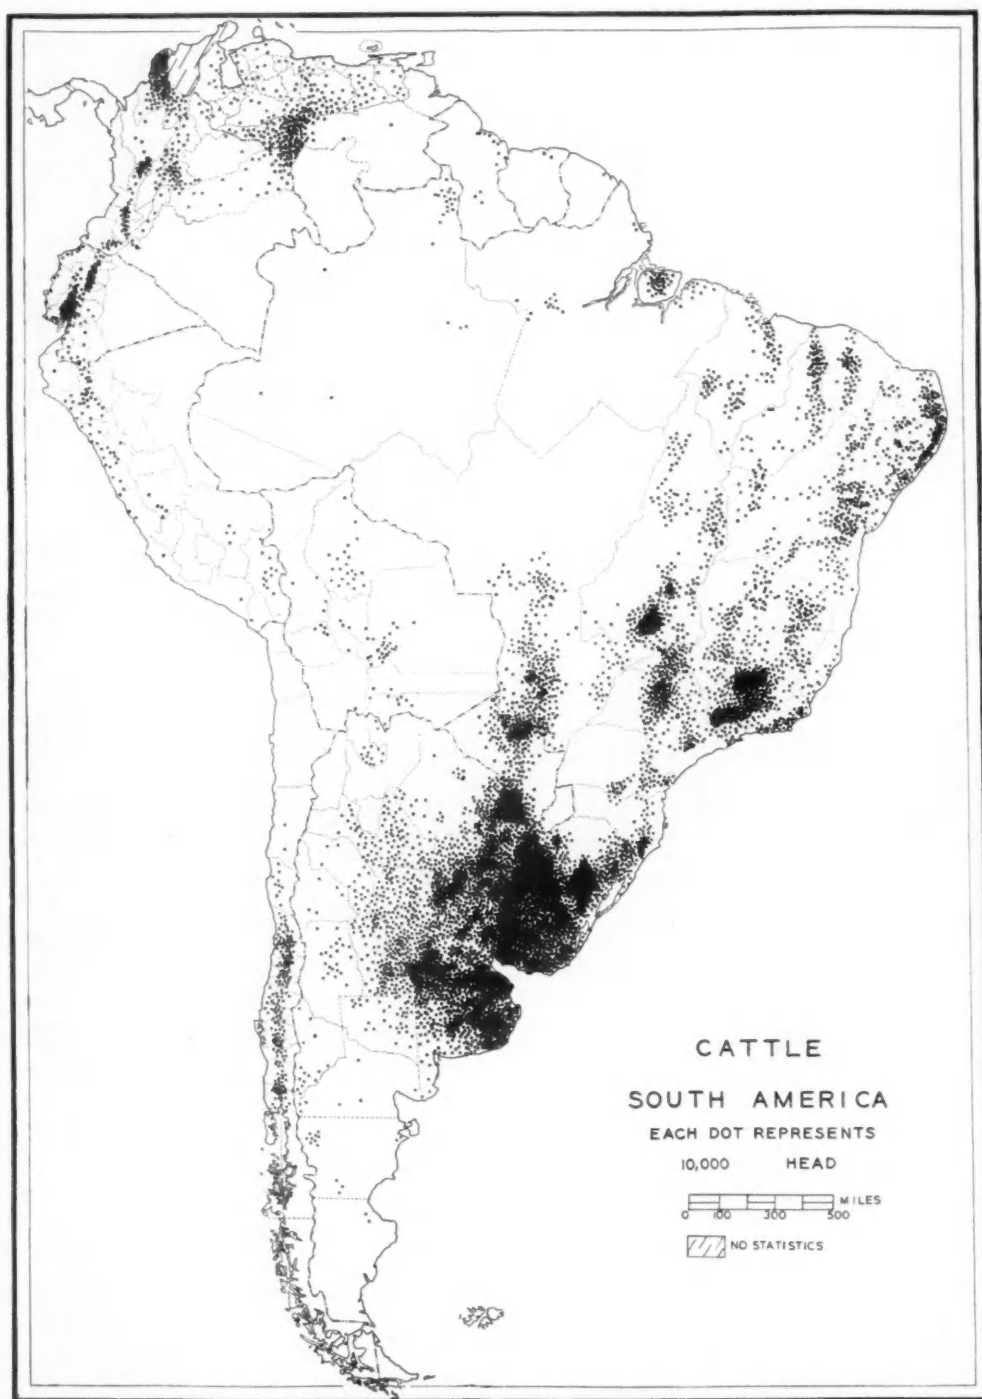 CATTLE
SOUTH AMERICA
EACH DOT REPRESENTS
10,000 HEAD
MILES
0 100 300 500
NO STATISTICS